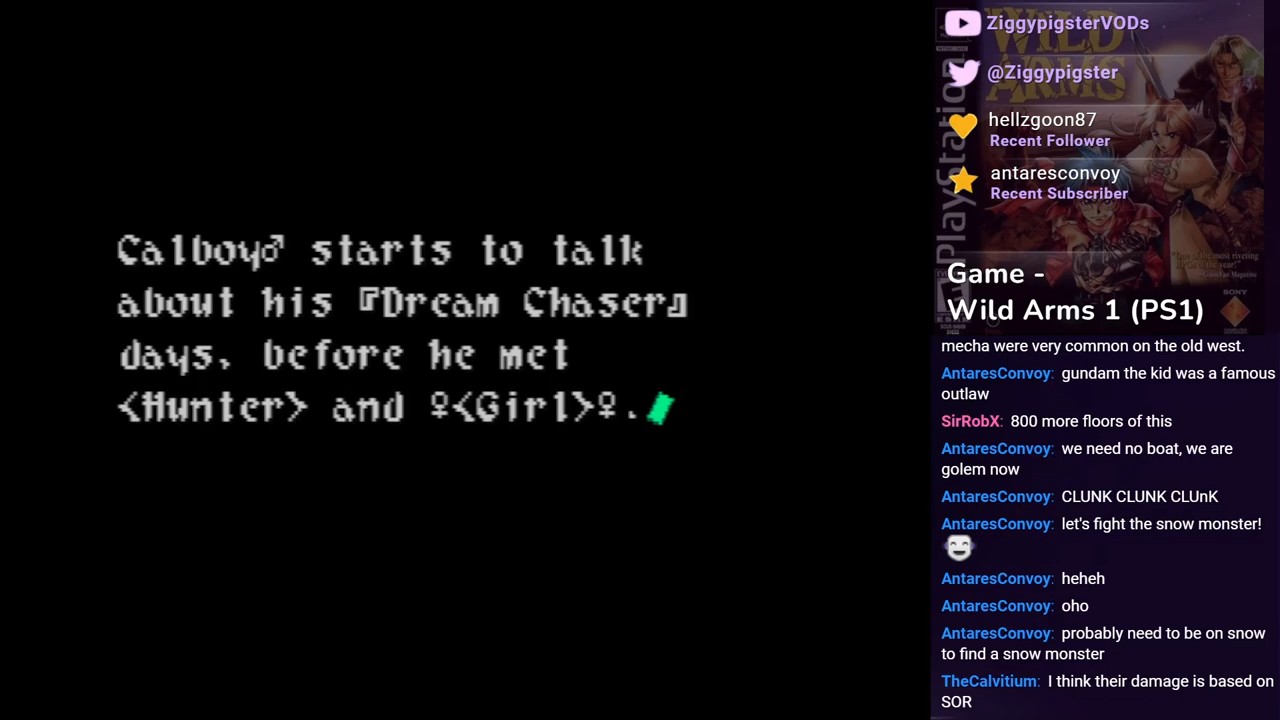 Calboy♂ starts to talk
about his 『Dream Chaser』
days, before he met
<Hunter> and ♀<Girl>♀.
ZiggypigsterVODs
@Ziggypigster
hellzgoon87
Recent Follower
antaresconvoy
Recent Subscriber
WILD
ARMS
PlayStation
SONY
Game -
Wild Arms 1 (PS1)
mecha were very common on the old west.
AntaresConvoy: gundam the kid was a famous
outlaw
SirRobX: 800 more floors of this
AntaresConvoy: we need no boat, we are
golem now
AntaresConvoy: CLUNK CLUNK CLUnK
AntaresConvoy: let's fight the snow monster!
AntaresConvoy: heheh
AntaresConvoy: oho
AntaresConvoy: probably need to be on snow
to find a snow monster
TheCalvitium: I think their damage is based on
SOR